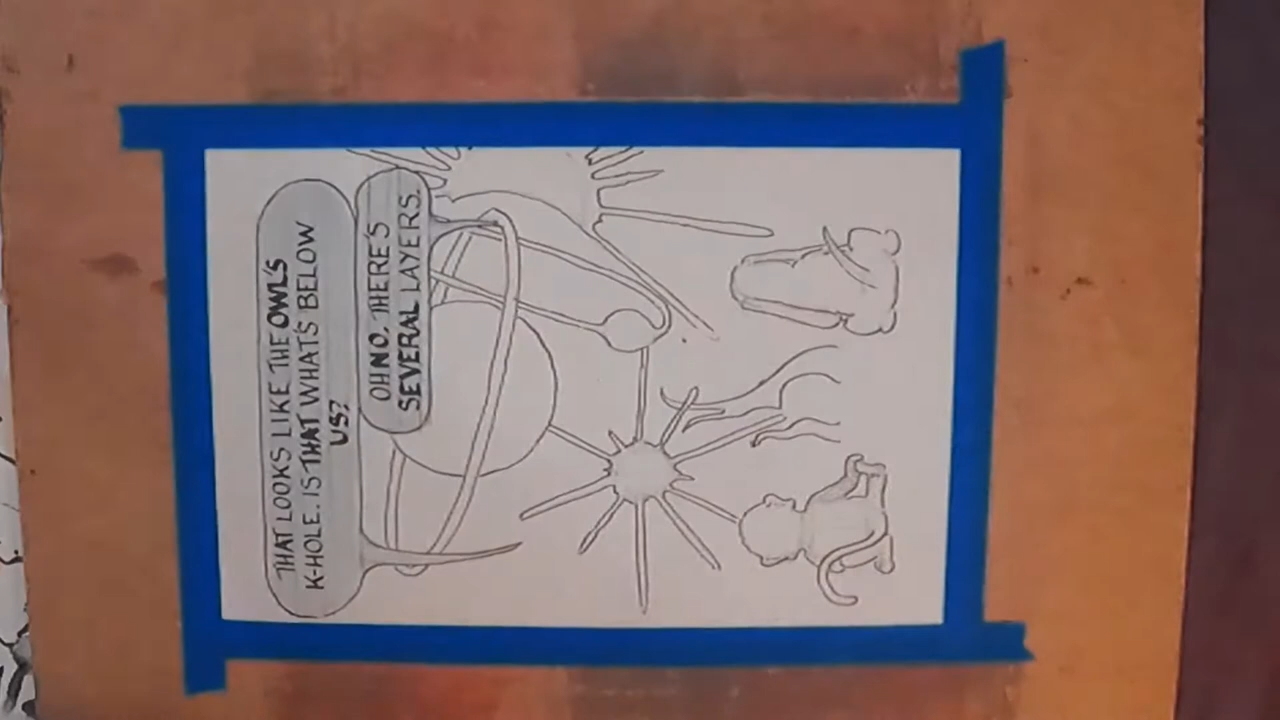 THAT LOOKS LIKE THE OWL'S
K-HOLE. IS THAT WHAT'S BELOW
US?
OH NO. THERE'S
SEVERAL LAYERS.